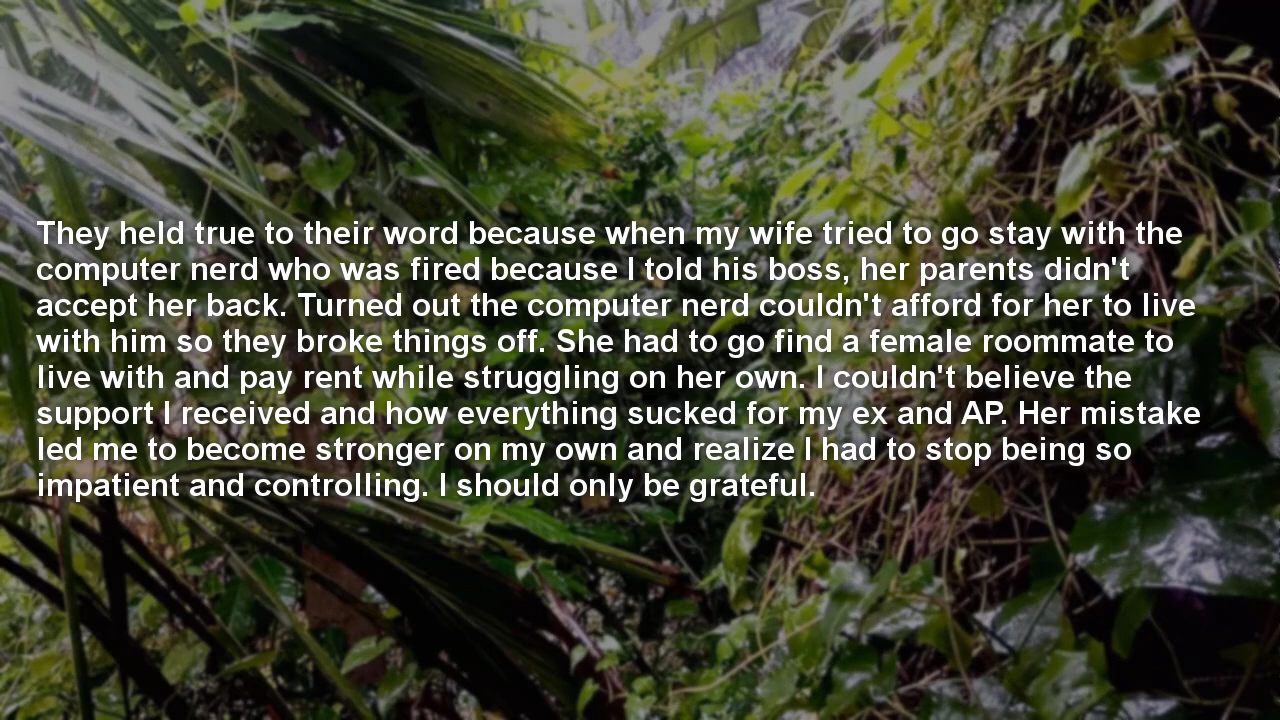 They held true to their word because when my wife tried to go stay with the
computer nerd who was fired because I told his boss, her parents didn't
accept her back. Turned out the computer nerd couldn't afford for her to live
with him so they broke things off. She had to go find a female roommate to
live with and pay rent while struggling on her own. I couldn't believe the
support I received and how everything sucked for my ex and AP. Her mistake
led me to become stronger on my own and realize I had to stop being so
impatient and controlling. I should only be grateful.